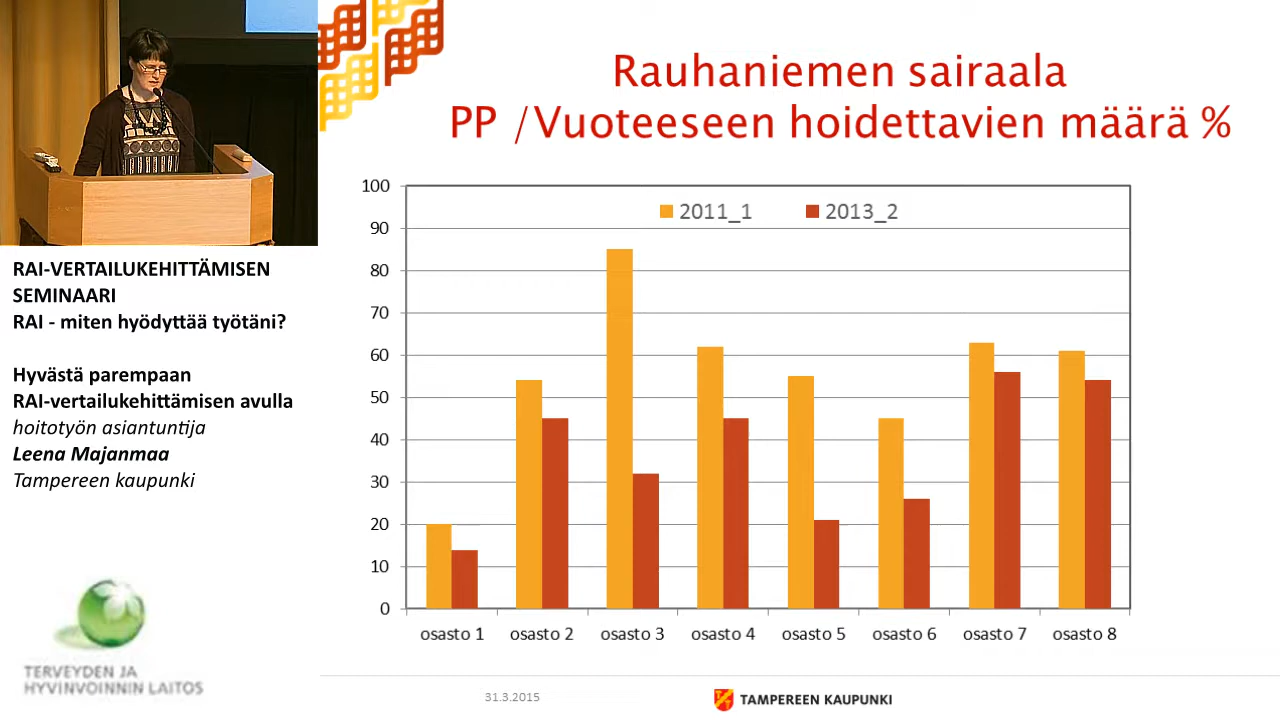 RAI-VERTAILUKEHITTÄMISEN
SEMINAARI
RAI - miten hyödyttää työtäni?
Hyvästä parempaan
RAI-vertailukehittämisen avulla
hoitotyön asiantuntija
Leena Majanmaa
Tampereen kaupunki
TERVEYDEN JA
HYVINVOINNIN LAITOS
Rauhaniemen sairaala
PP /Vuoteeseen hoidettavien määrä %
2011_1 2013_2
100
90
80
70
60
50
40
30
20
10
0
osasto 1 osasto 2 osasto 3 osasto 4 osasto 5 osasto 6 osasto 7 osasto 8
31.3.2015 TAMPEREEN KAUPUNKI